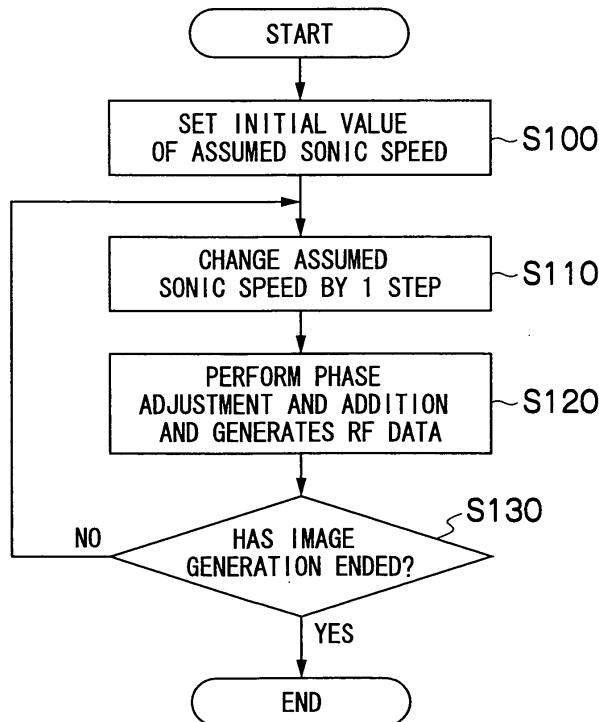 START
SET INITIAL VALUE
OF ASSUMED SONIC SPEED
S100
CHANGE ASSUMED
SONIC SPEED BY 1 STEP
S110
PERFORM PHASE
ADJUSTMENT AND ADDITION
AND GENERATES RF DATA
S120
S130
HAS IMAGE
GENERATION ENDED?
NO
YES
END